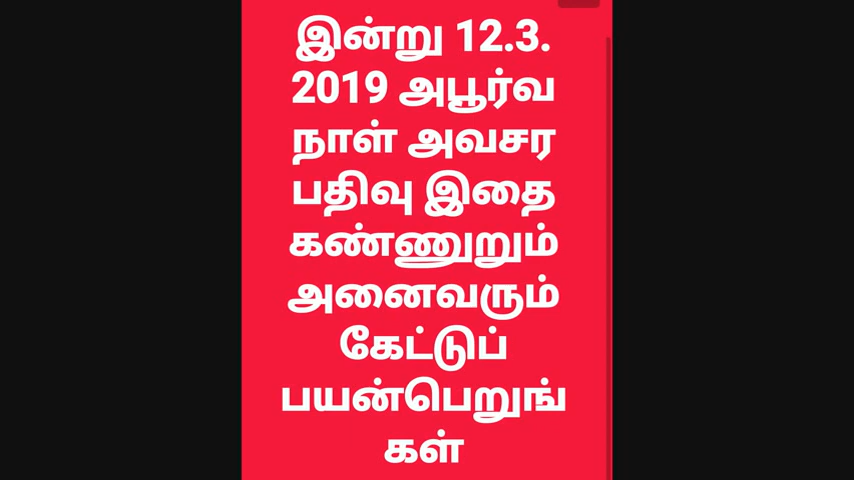 இன்று 12.3.
2019 அபூர்வ
நாள் அவசர
பதிவு இதை
கண்ணுறும்
அனைவரும்
கேட்டுப்
பயன்பெறுங்
கள்